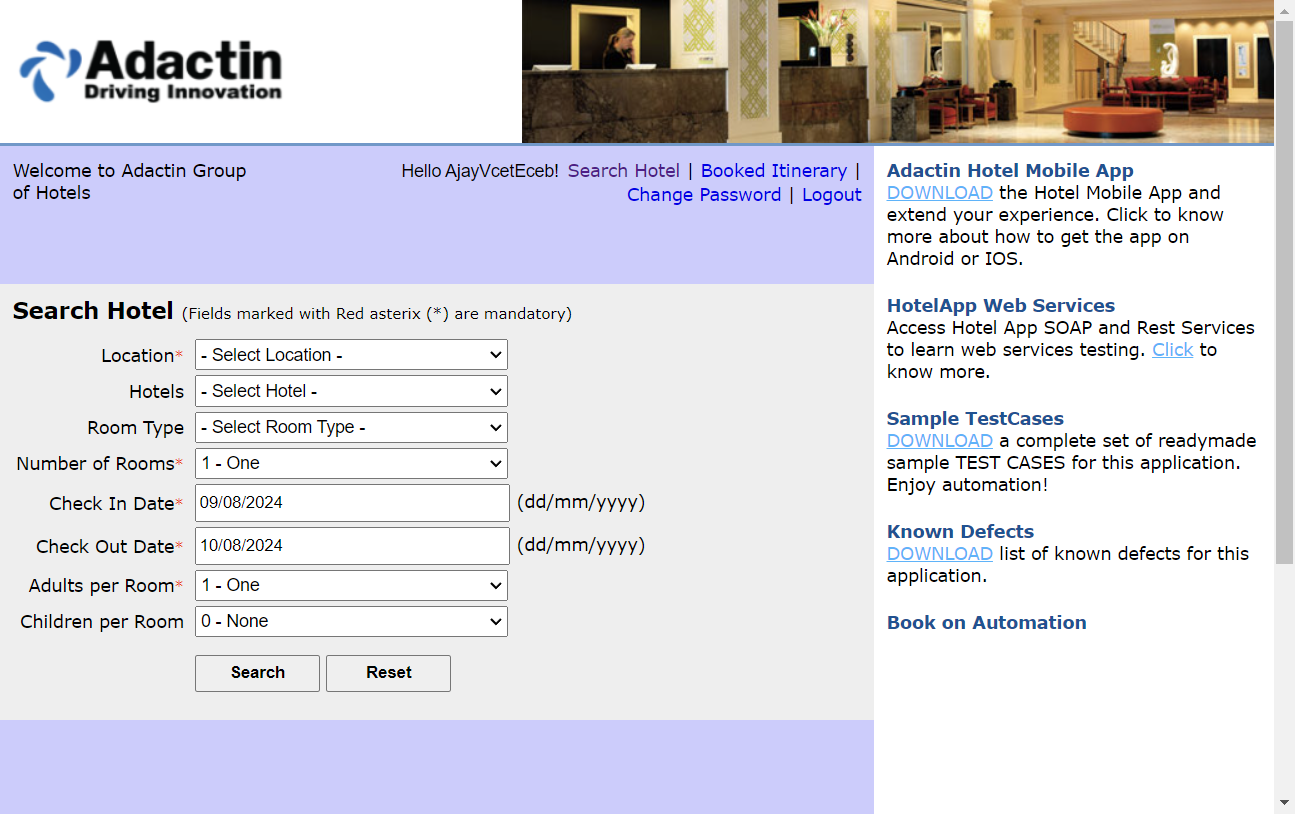 Adactin
Driving Innovation
Welcome to Adactin Group
of Hotels
Hello AjayVcetEceb! Search Hotel | Booked Itinerary |
Change Password | Logout
Search Hotel (Fields marked with Red asterix (*) are mandatory)
Location* - Select Location -
Hotels - Select Hotel -
Room Type - Select Room Type -
Number of Rooms* 1 - One
Check In Date* 09/08/2024 (dd/mm/yyyy)
Check Out Date* 10/08/2024 (dd/mm/yyyy)
Adults per Room* 1 - One
Children per Room 0 - None
Search Reset
Adactin Hotel Mobile App
DOWNLOAD the Hotel Mobile App and
extend your experience. Click to know
more about how to get the app on
Android or IOS.
HotelApp Web Services
Access Hotel App SOAP and Rest Services
to learn web services testing. Click to
know more.
Sample TestCases
DOWNLOAD a complete set of readymade
sample TEST CASES for this application.
Enjoy automation!
Known Defects
DOWNLOAD list of known defects for this
application.
Book on Automation